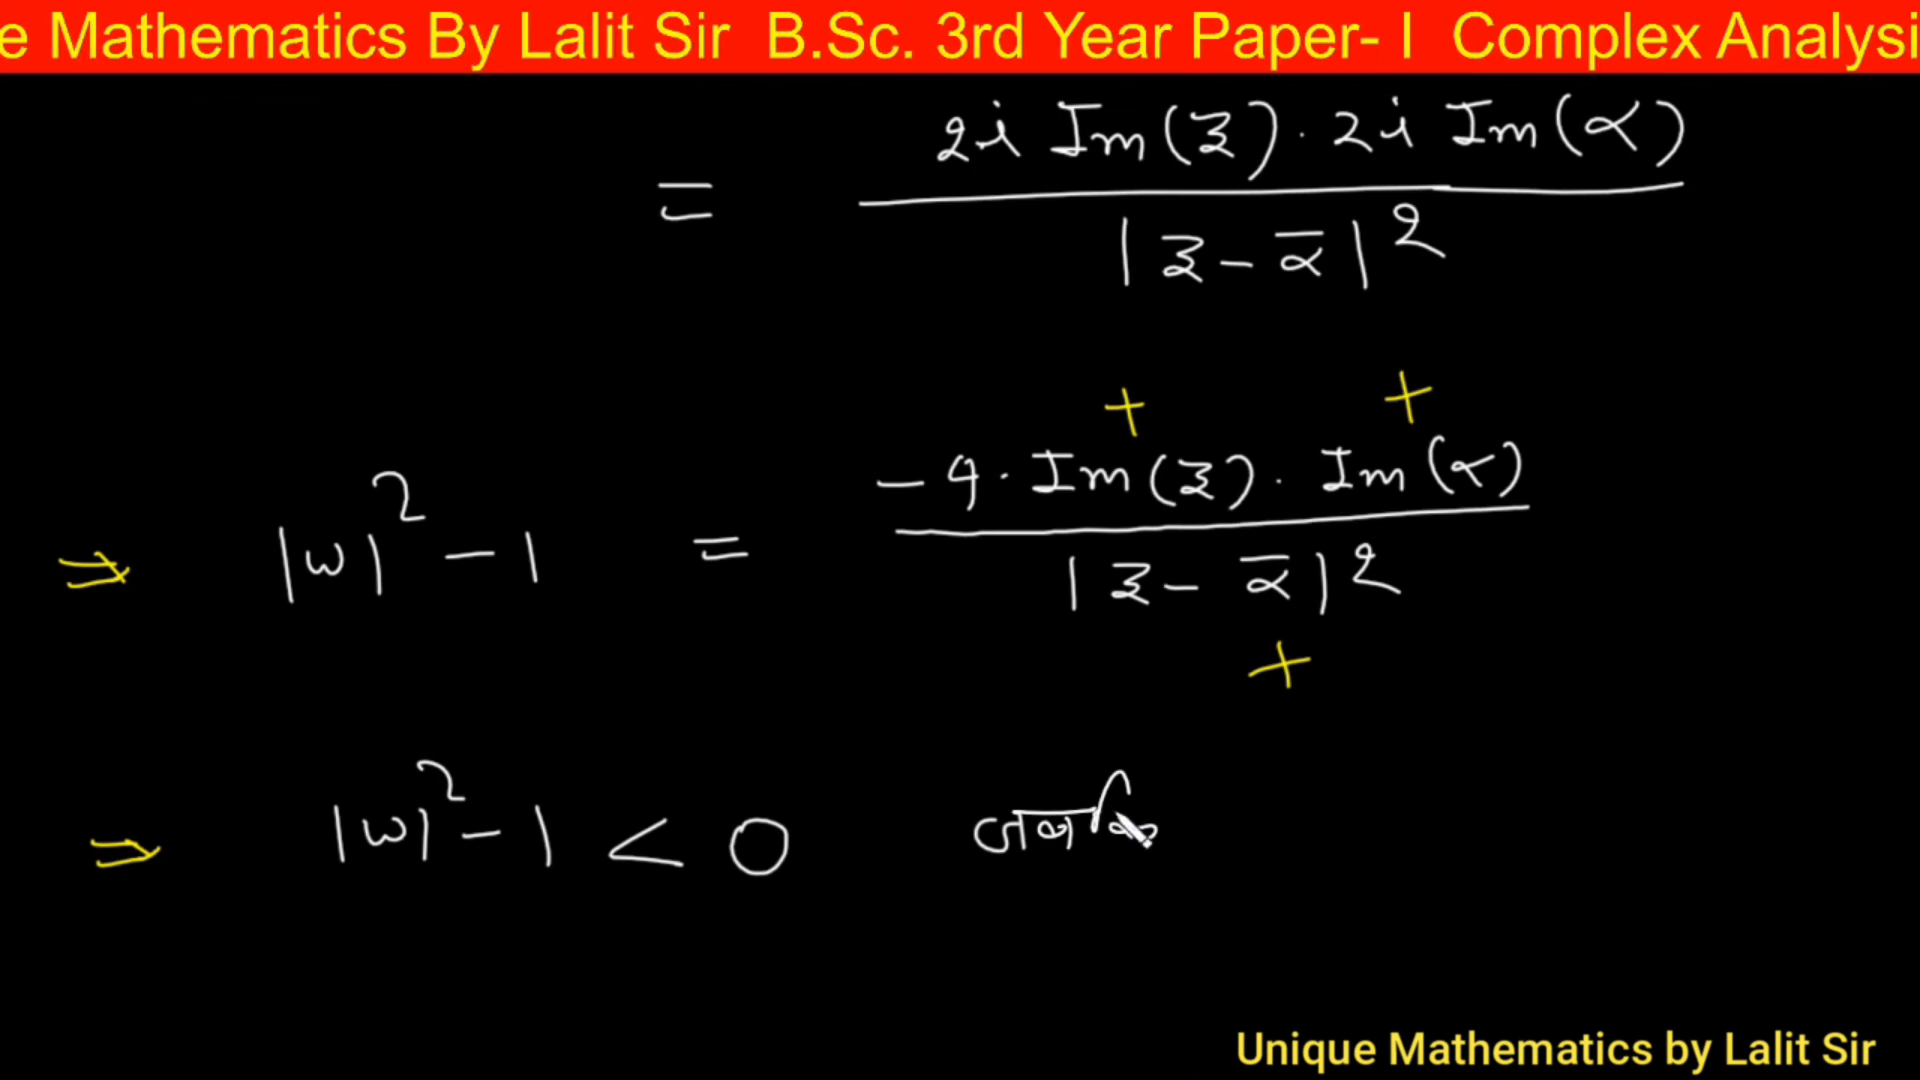 e Mathematics By Lalit Sir B.Sc. 3rd Year Paper- I Complex Analysi
= 2i Im(z) · 2i Im(α) / |z - ᾱ|²
+ +
⇒ |w|² - 1 = -4 · Im(z) · Im(α) / |z - ᾱ|²
+
⇒ |w|² - 1 < 0 जबकि
Unique Mathematics by Lalit Sir